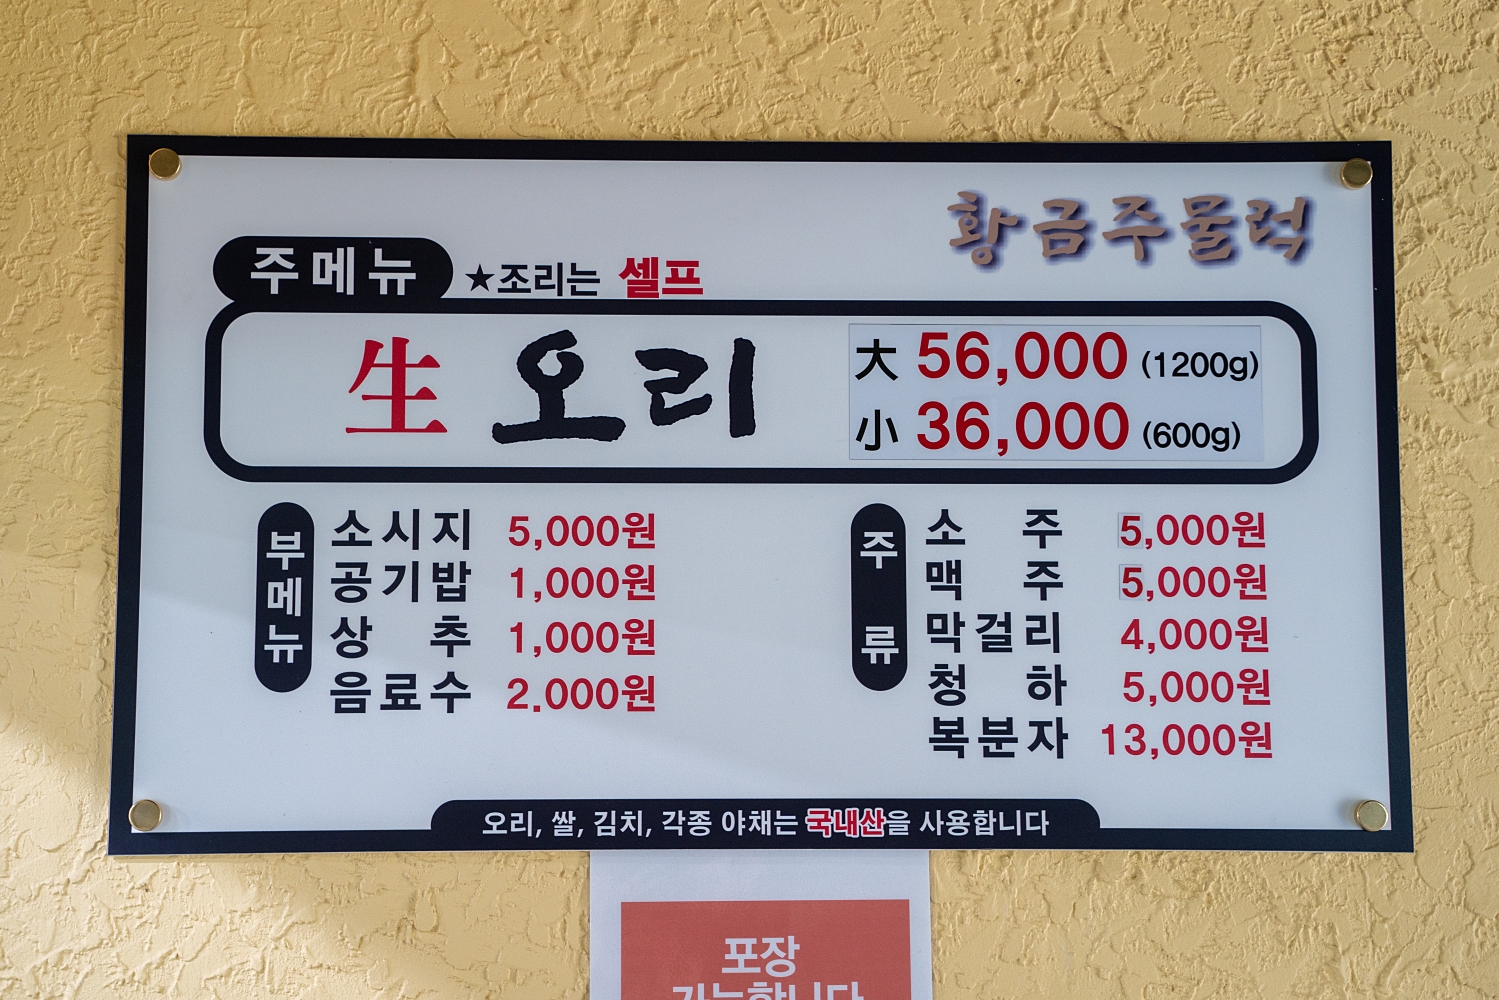 황금주물럭
주메뉴 ★조리는 셀프
生 오리
大 56,000 (1200g)
小 36,000 (600g)
부메뉴
소시지 5,000원
공기밥 1,000원
상추 1,000원
음료수 2.000원
주류
소주 5,000원
맥주 5,000원
막걸리 4,000원
청하 5,000원
복분자 13,000원
오리, 쌀, 김치, 각종 야채는 국내산을 사용합니다
포장
가능합니다